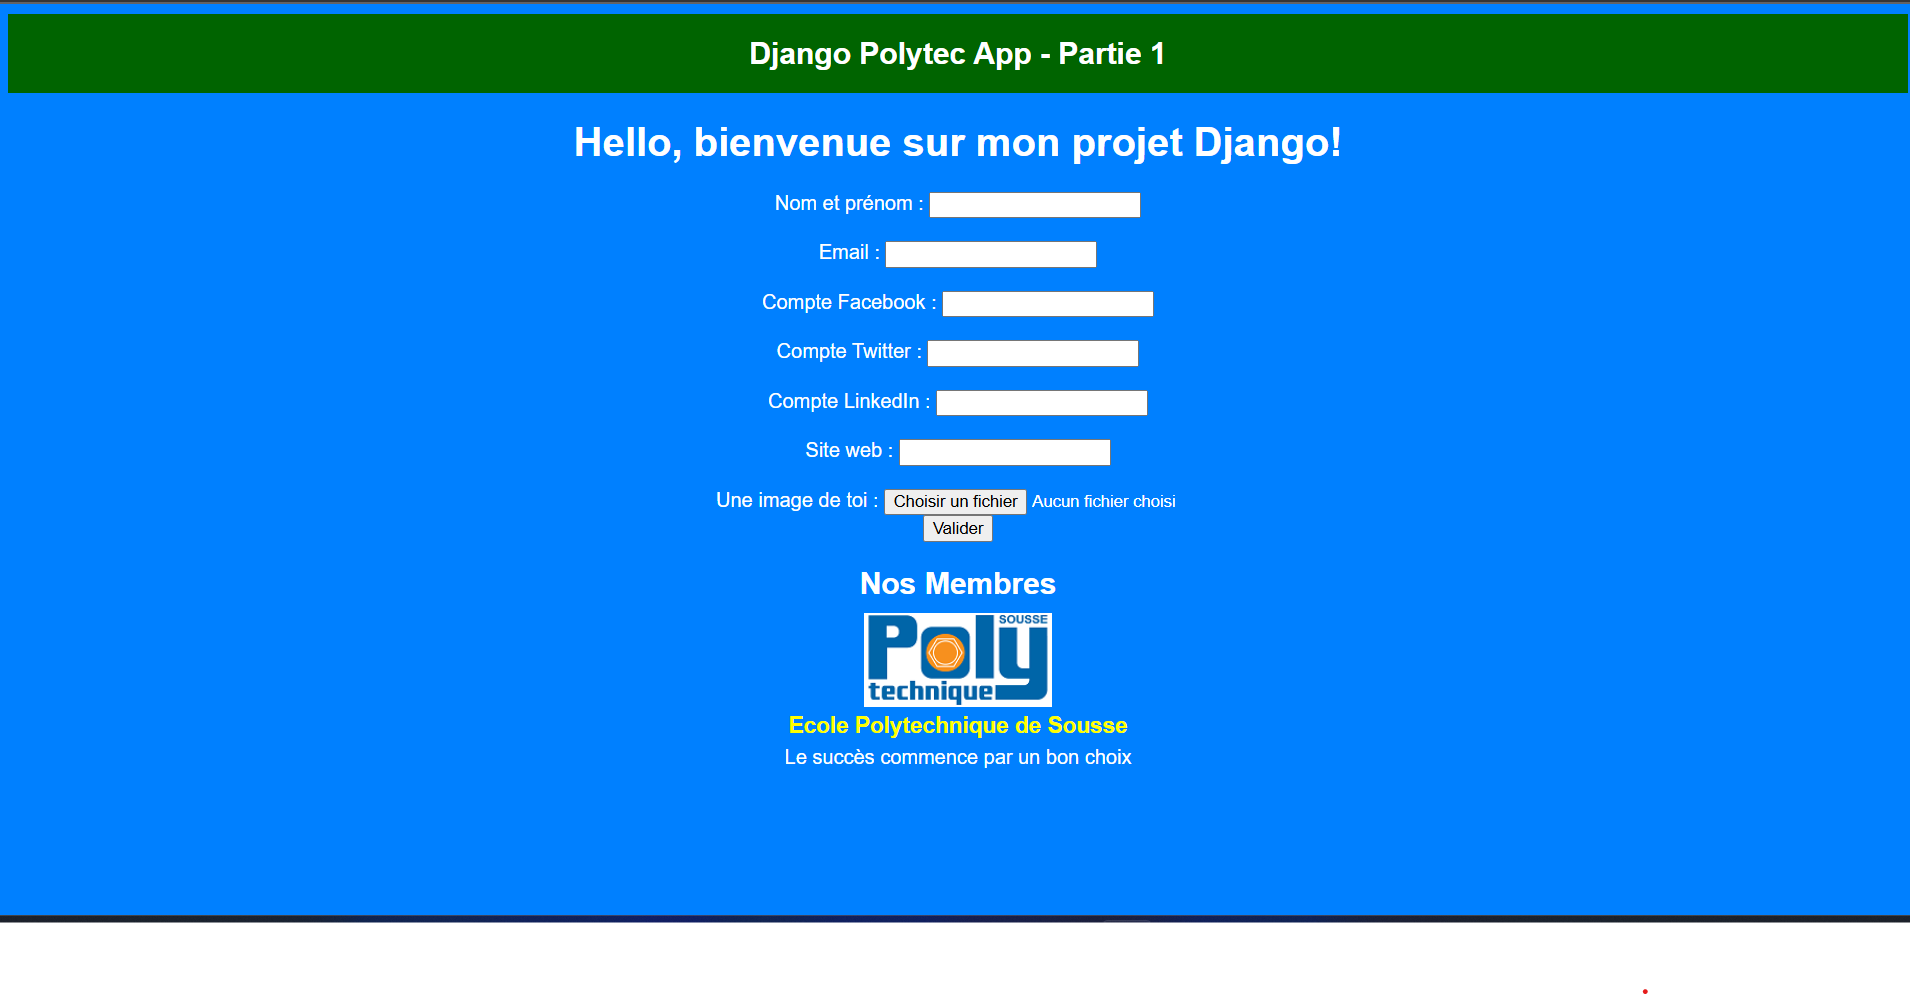 Django Polytec App - Partie 1
Hello, bienvenue sur mon projet Django!
Nom et prénom :
Email :
Compte Facebook :
Compte Twitter :
Compte LinkedIn :
Site web :
Une image de toi : Choisir un fichier Aucun fichier choisi
Valider
Nos Membres
SOUSSE
Poly
technique
Ecole Polytechnique de Sousse
Le succès commence par un bon choix